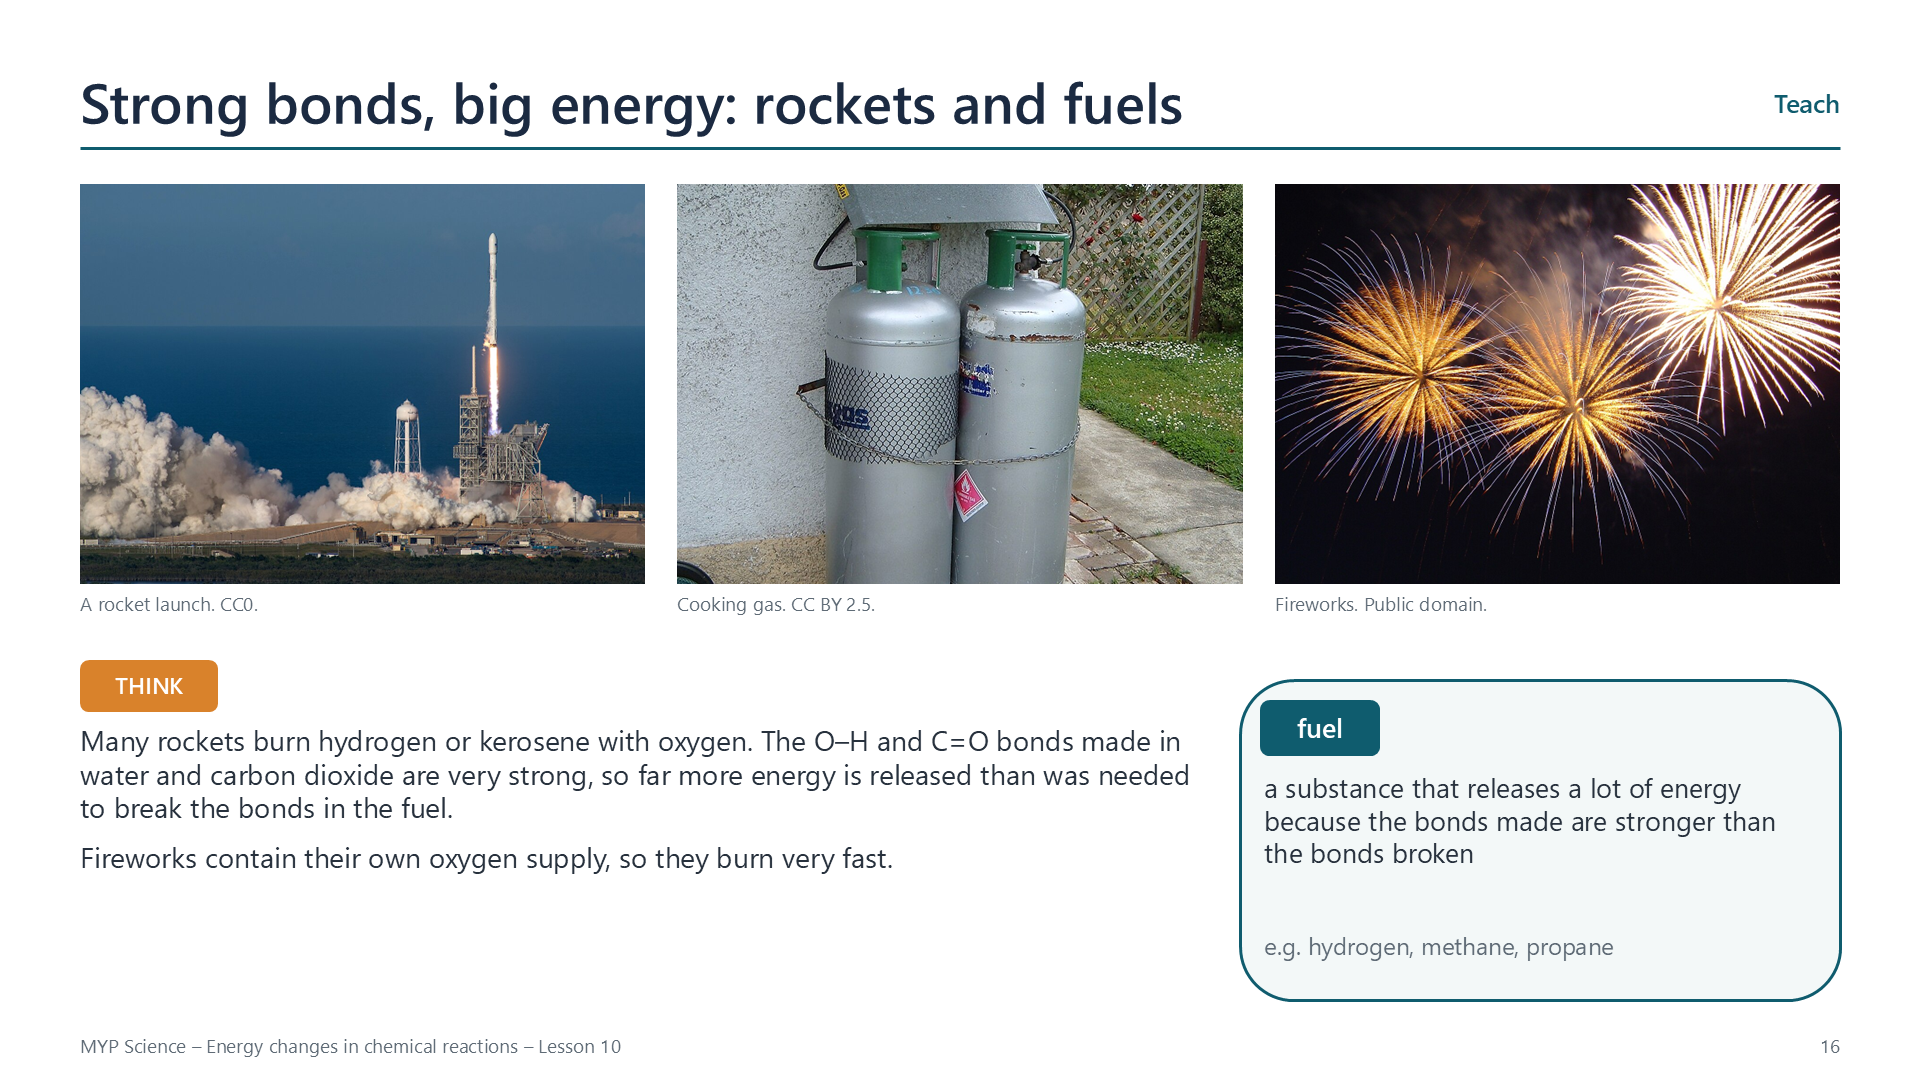 Strong bonds, big energy: rockets and fuels
Teach
gas
A rocket launch. CC0.
Cooking gas. CC BY 2.5.
Fireworks. Public domain.
THINK
Many rockets burn hydrogen or kerosene with oxygen. The O–H and C=O bonds made in
water and carbon dioxide are very strong, so far more energy is released than was needed
to break the bonds in the fuel.
Fireworks contain their own oxygen supply, so they burn very fast.
fuel
a substance that releases a lot of energy
because the bonds made are stronger than
the bonds broken
e.g. hydrogen, methane, propane
MYP Science – Energy changes in chemical reactions – Lesson 10
16